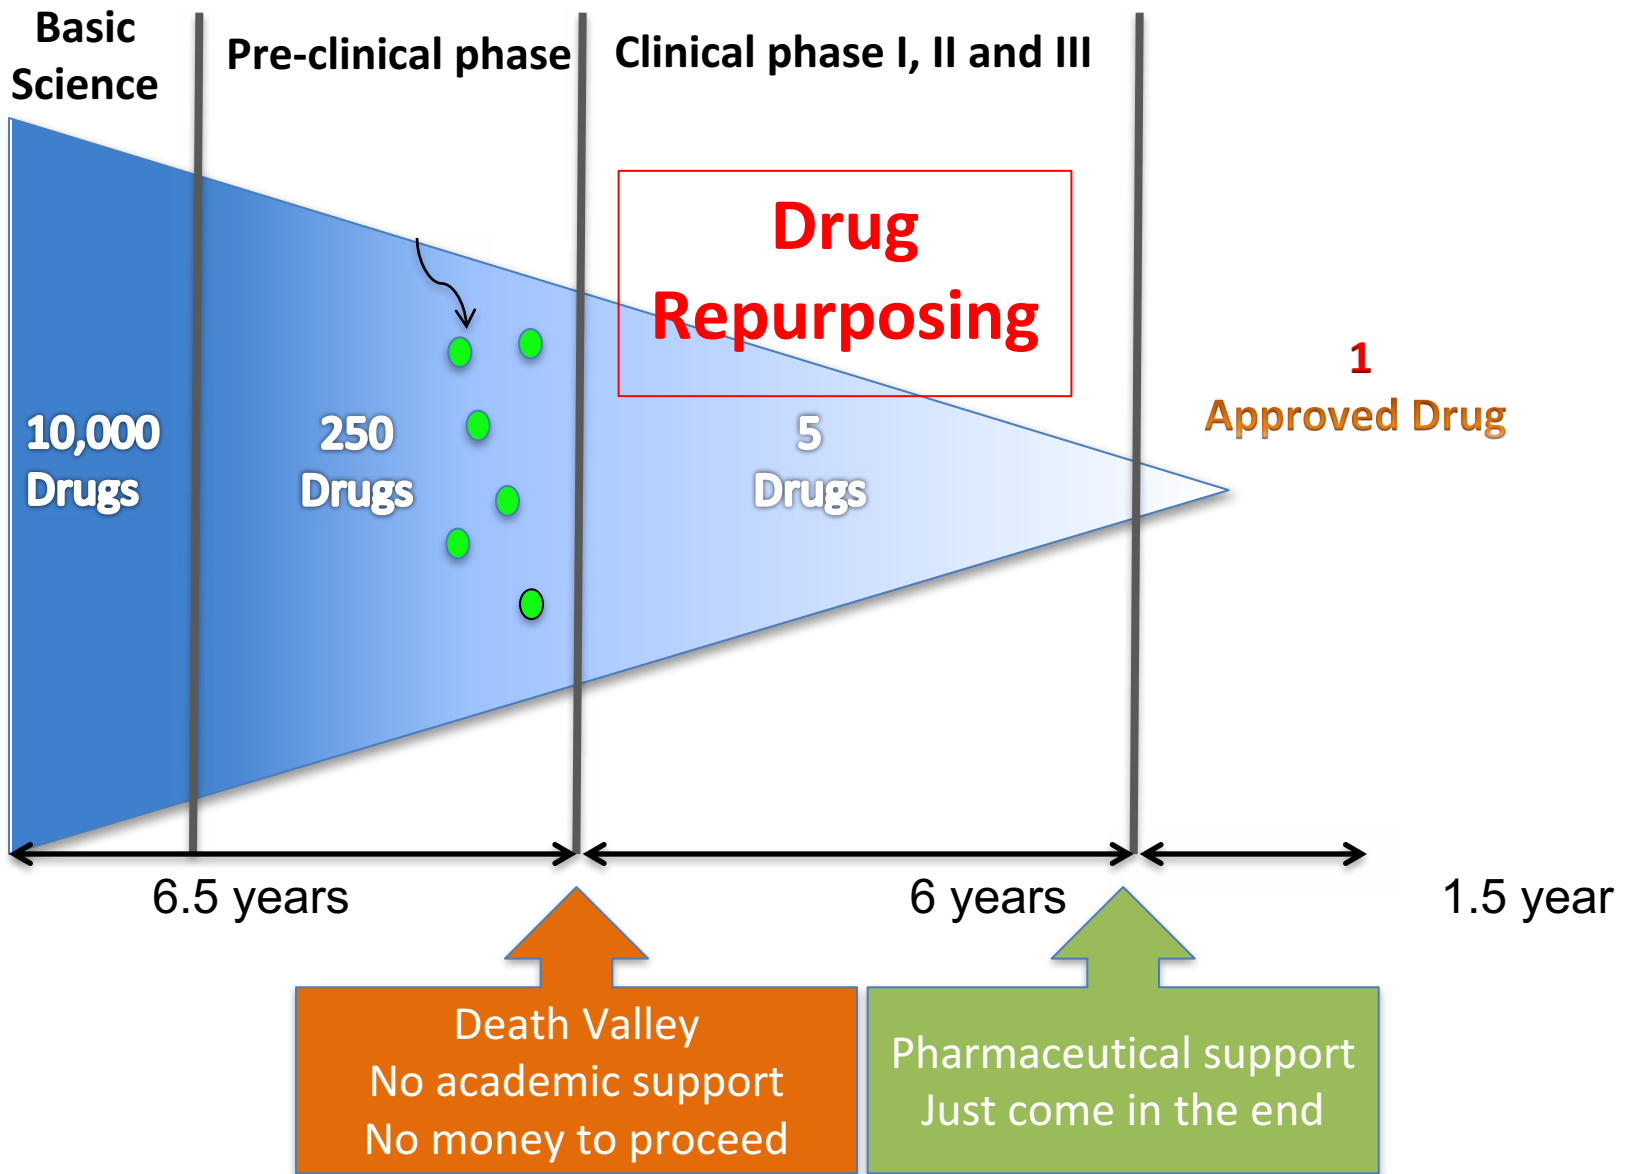 Basic
Science
Pre-clinical phase
Clinical phase I, II and III
Drug
Repurposing
10,000
Drugs
250
Drugs
5
Drugs
1
Approved Drug
6.5 years
6 years
1.5 year
Death Valley
No academic support
No money to proceed
Pharmaceutical support
Just come in the end